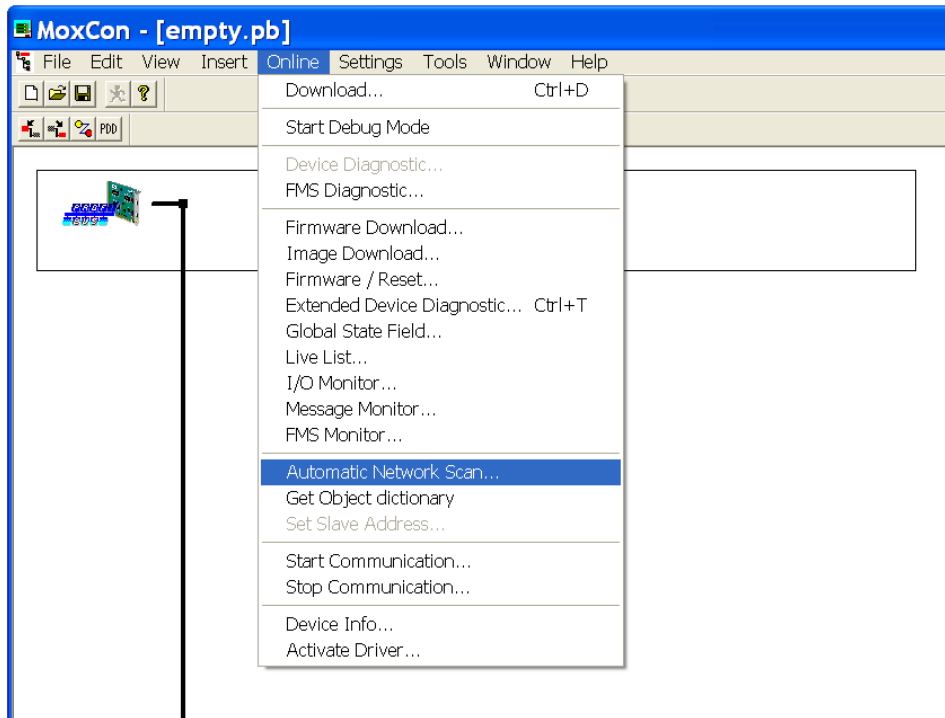 MoxCon - [empty.pb]
File Edit View Insert Online Settings Tools Window Help
Download... Ctrl+D
PDD
Start Debug Mode
Device Diagnostic...
FMS Diagnostic...
PROFI
BUS
Firmware Download...
Image Download...
Firmware / Reset...
Extended Device Diagnostic... Ctrl+T
Global State Field...
Live List...
I/O Monitor...
Message Monitor...
FMS Monitor...
Automatic Network Scan...
Get Object dictionary
Set Slave Address...
Start Communication...
Stop Communication...
Device Info...
Activate Driver...